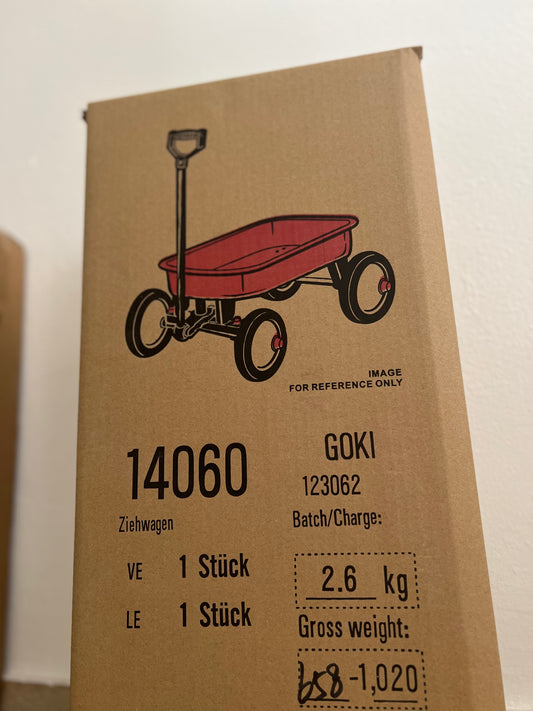 IMAGE
FOR REFERENCE ONLY
14060
Ziehwagen
VE 1 Stück
LE 1 Stück
GOKI
123062
Batch/Charge:
2.6 kg
Gross weight:
658-1,020